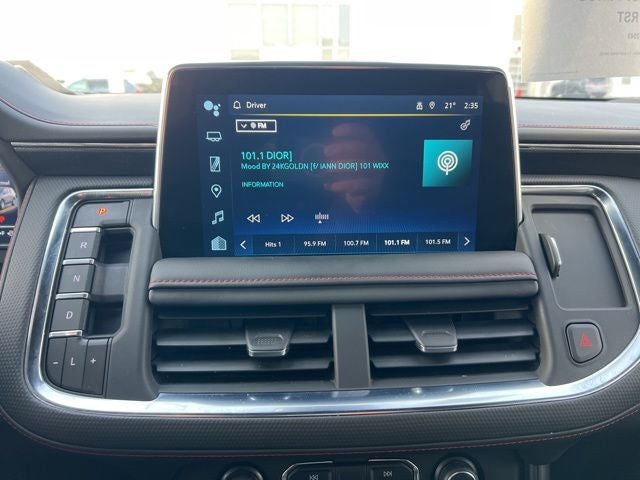 RST
Driver 21° 2:35
FM
101.1 DIOR]
Mood BY 24KGOLDN [f/ IANN DIOR] 101 WIXX
INFORMATION
Hits 1 95.9 FM 100.7 FM 101.1 FM 101.5 FM
P
R
N
D
- L +